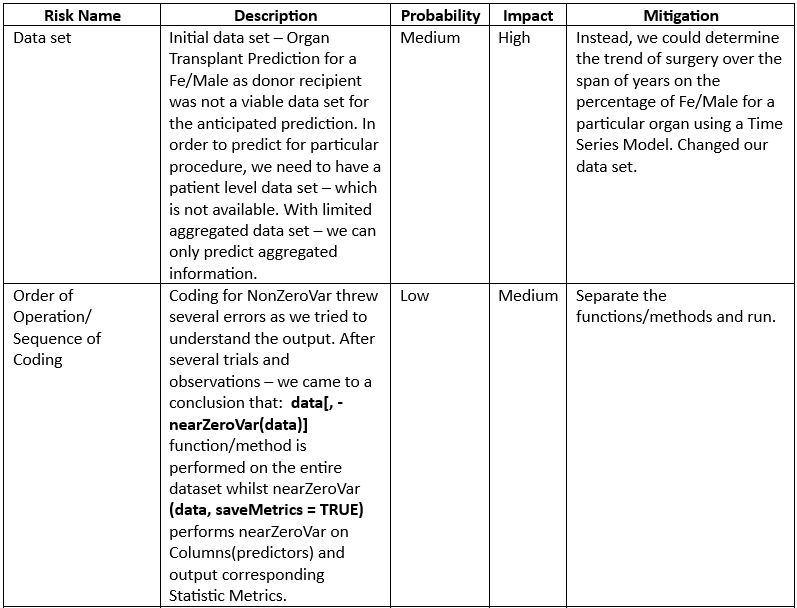 Risk Name Description Probability Impact Mitigation
Data set
Initial data set – Organ
Transplant Prediction for a
Fe/Male as donor recipient
was not a viable data set for
the anticipated prediction. In
order to predict for particular
procedure, we need to have a
patient level data set – which
is not available. With limited
aggregated data set – we can
only predict aggregated
information.
Medium
High
Instead, we could determine
the trend of surgery over the
span of years on the
percentage of Fe/Male for a
particular organ using a Time
Series Model. Changed our
data set.
Order of
Operation/
Sequence of
Coding
Coding for NonZeroVar threw
several errors as we tried to
understand the output. After
several trials and
observations – we came to a
conclusion that: data[, -
nearZeroVar(data)]
function/method is
performed on the entire
dataset whilst nearZeroVar
(data, saveMetrics = TRUE)
performs nearZeroVar on
Columns(predictors) and
output corresponding
Statistic Metrics.
Low
Medium
Separate the
functions/methods and run.